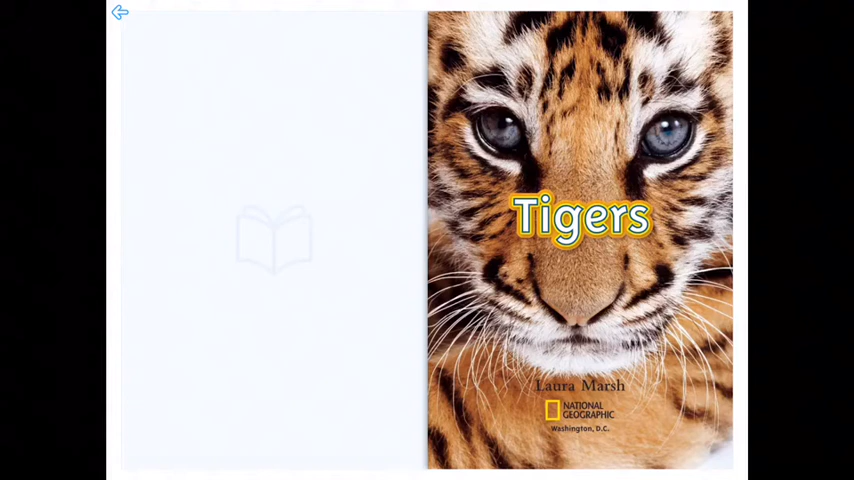 Tigers
Laura Marsh
NATIONAL
GEOGRAPHIC
Washington, D.C.